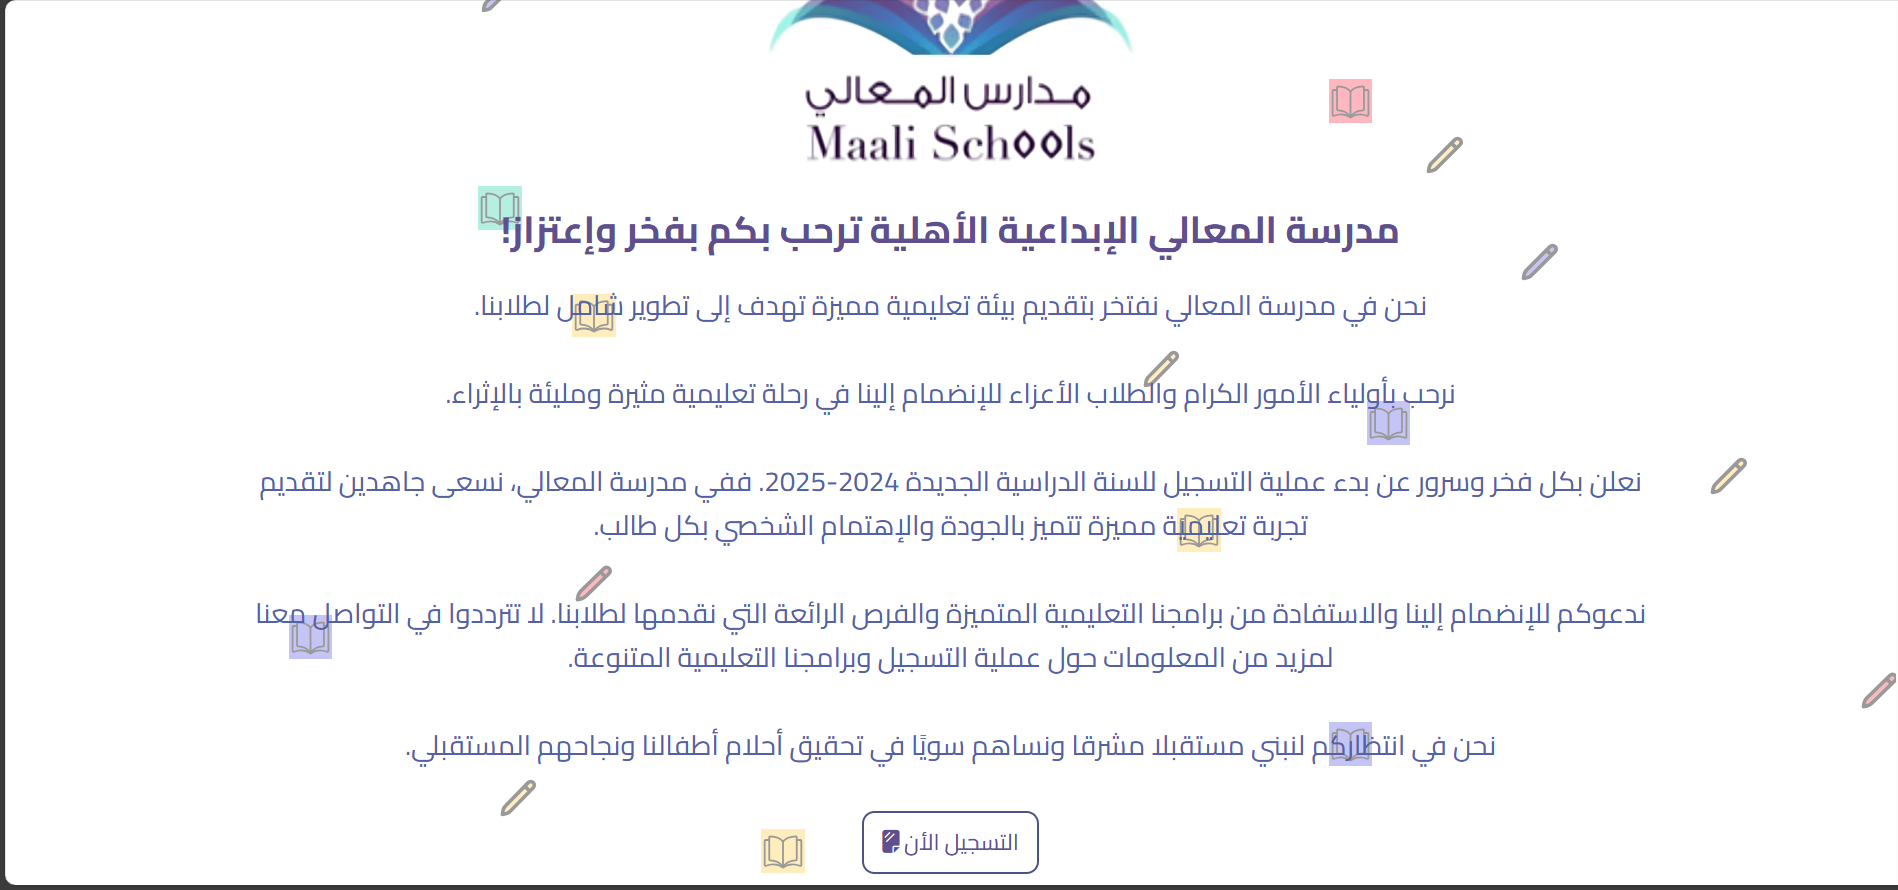 مدارس المعالي
Maali Schools
مدرسة المعالي الإبداعية الأهلية ترحب بكم بفخر وإعتزاز!
نحن في مدرسة المعالي نفتخر بتقديم بيئة تعليمية مميزة تهدف إلى تطوير شامل لطلابنا.
نرحب بأولياء الأمور الكرام والطلاب الأعزاء للإنضمام إلينا في رحلة تعليمية مثيرة ومليئة بالإثراء.
نعلن بكل فخر وسرور عن بدء عملية التسجيل للسنة الدراسية الجديدة 2024-2025. ففي مدرسة المعالي، نسعى جاهدين لتقديم
تجربة تعليمية مميزة تتميز بالجودة والإهتمام الشخصي بكل طالب.
ندعوكم للإنضمام إلينا والاستفادة من برامجنا التعليمية المتميزة والفرص الرائعة التي نقدمها لطلابنا. لا تترددوا في التواصل معنا
لمزيد من المعلومات حول عملية التسجيل وبرامجنا التعليمية المتنوعة.
نحن في انتظاركم لنبني مستقبلا مشرقا ونساهم سويًا في تحقيق أحلام أطفالنا ونجاحهم المستقبلي.
التسجيل الأن